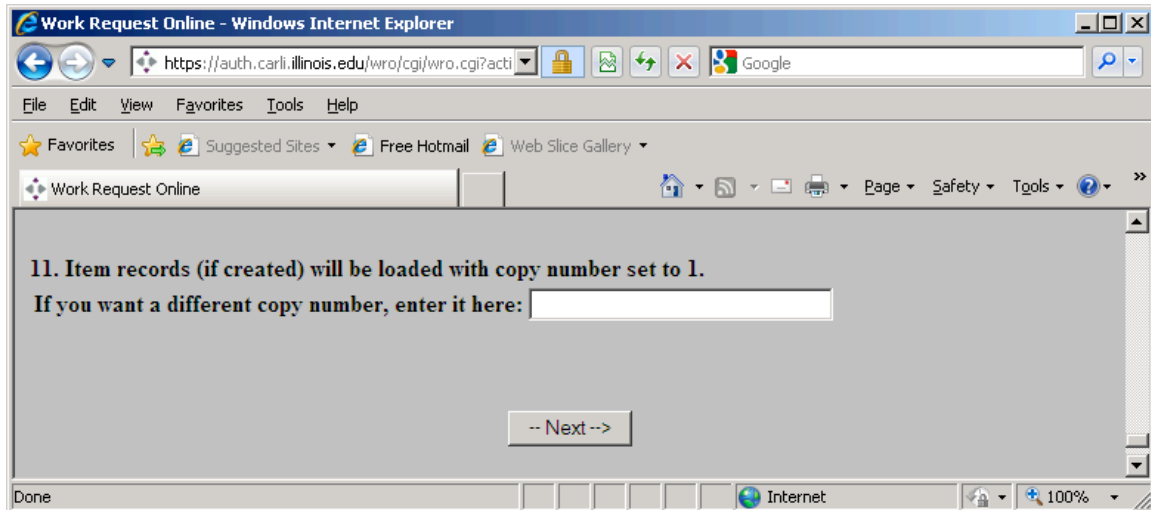 Work Request Online - Windows Internet Explorer
https://auth.carli.illinois.edu/wro/cgi/wro.cgi?acti
Google
File Edit View Favorites Tools Help
Favorites Suggested Sites Free Hotmail Web Slice Gallery
Work Request Online Page Safety Tools »
11. Item records (if created) will be loaded with copy number set to 1.
If you want a different copy number, enter it here:
-- Next -->
Done Internet 100%